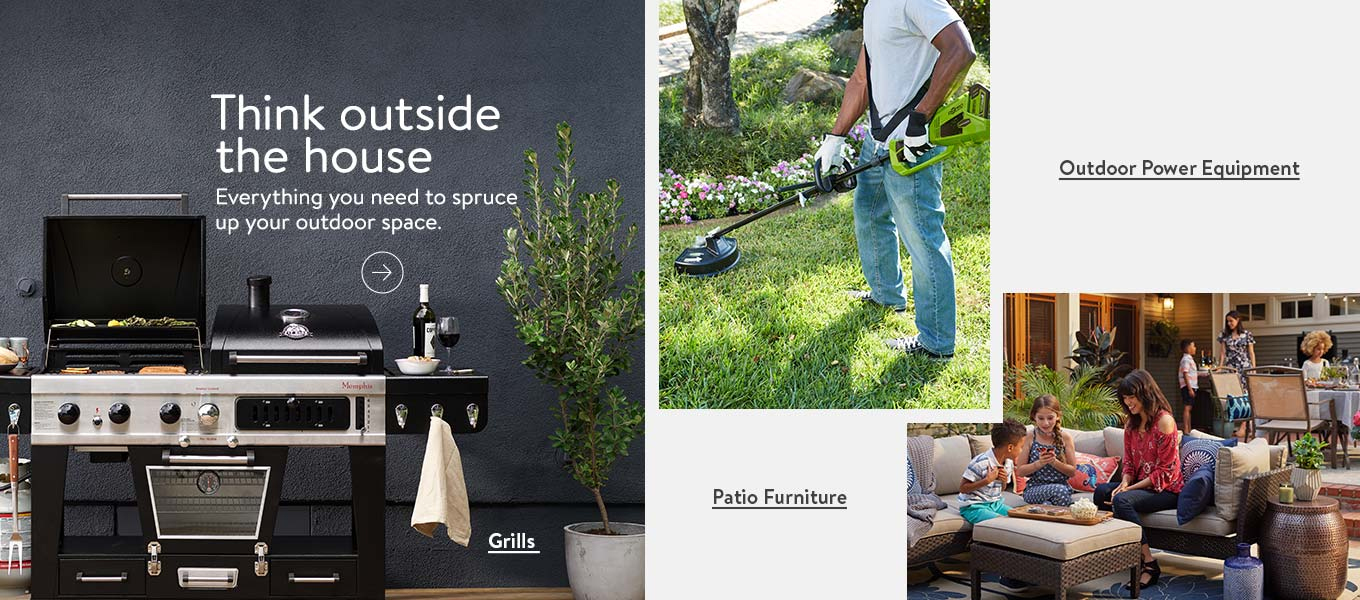 Think outside
the house
Everything you need to spruce
up your outdoor space.
Grills
Outdoor Power Equipment
Patio Furniture
Memphis